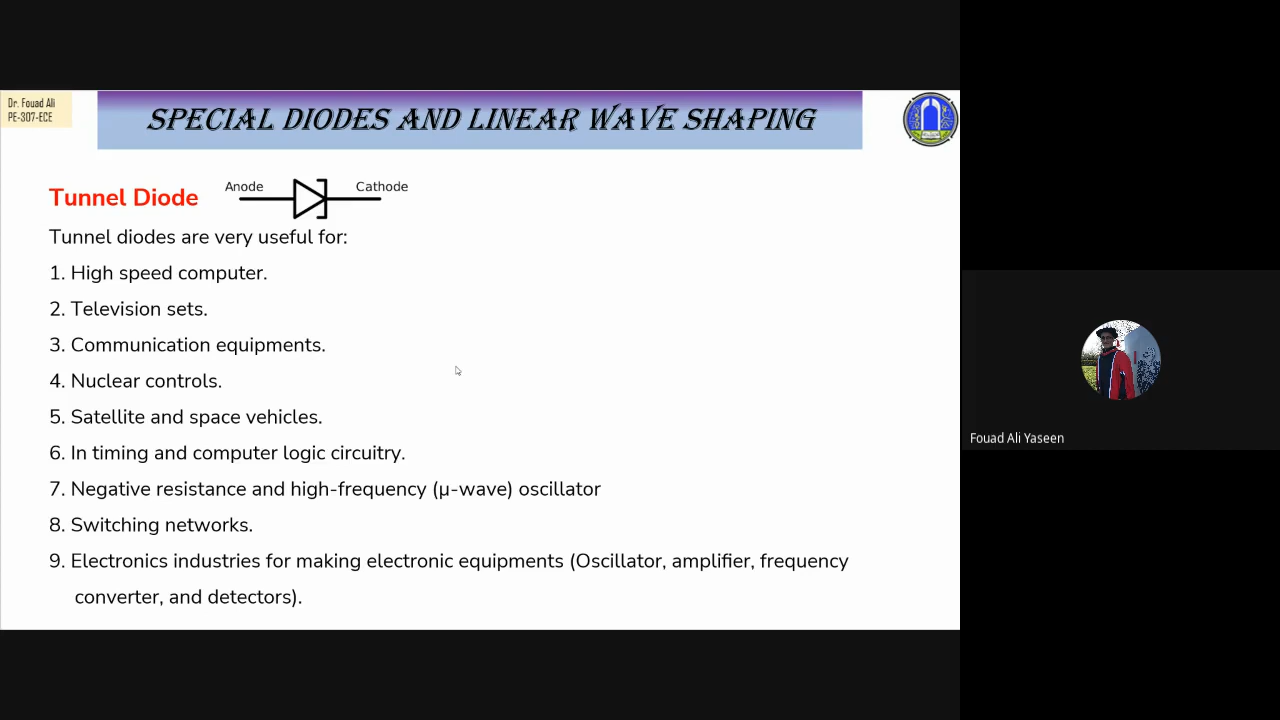 Dr. Fouad Ali
PE-307-ECE
SPECIAL DIODES AND LINEAR WAVE SHAPING
Tunnel Diode
Anode
Cathode
Tunnel diodes are very useful for:
1. High speed computer.
2. Television sets.
3. Communication equipments.
4. Nuclear controls.
5. Satellite and space vehicles.
6. In timing and computer logic circuitry.
7. Negative resistance and high-frequency (μ-wave) oscillator
8. Switching networks.
9. Electronics industries for making electronic equipments (Oscillator, amplifier, frequency
converter, and detectors).
Fouad Ali Yaseen